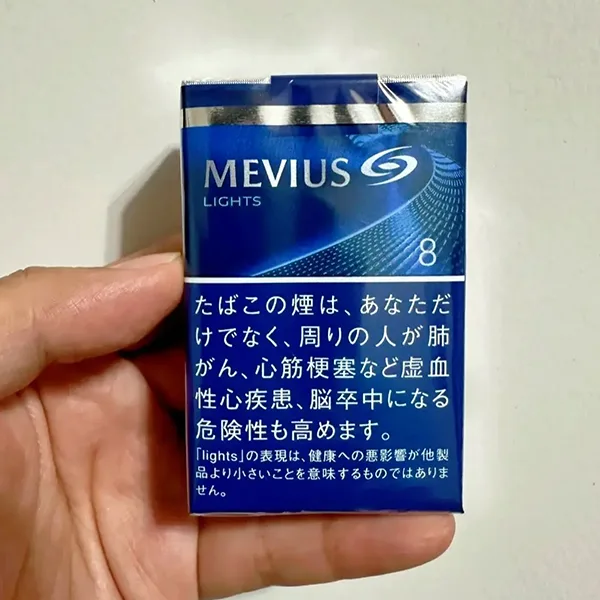 MEVIUS
LIGHTS
8
たばこの煙は、あなただ
けでなく、周りの人が肺
がん、心筋梗塞など虚血
性心疾患、脳卒中になる
危険性も高めます。
「lights」の表現は、健康への悪影響が他製
品より小さいことを意味するものではありま
せん。